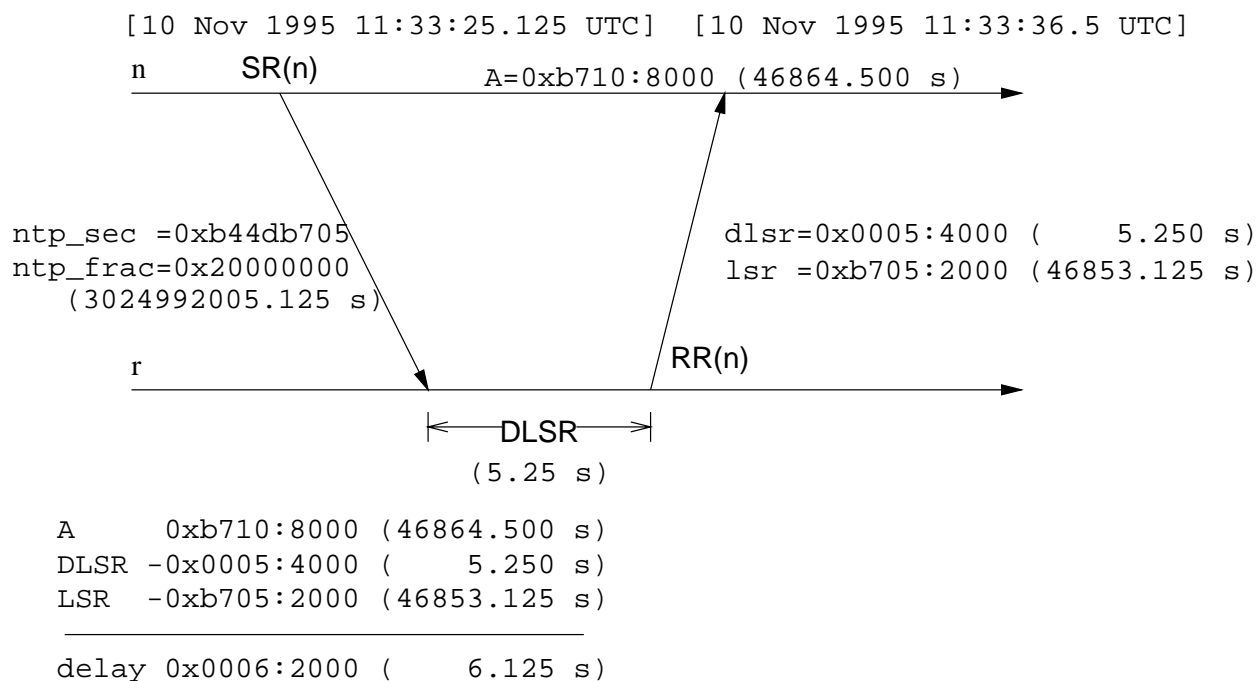 [10 Nov 1995 11:33:25.125 UTC]  [10 Nov 1995 11:33:36.5 UTC]
n SR(n) A=0xb710:8000 (46864.500 s)
ntp_sec =0xb44db705 dlsr=0x0005:4000 (    5.250 s)
ntp_frac=0x20000000 lsr =0xb705:2000 (46853.125 s)
(3024992005.125 s)
r RR(n)
DLSR
(5.25 s)
A     0xb710:8000 (46864.500 s)
DLSR -0x0005:4000 (    5.250 s)
LSR  -0xb705:2000 (46853.125 s)
delay 0x0006:2000 (    6.125 s)